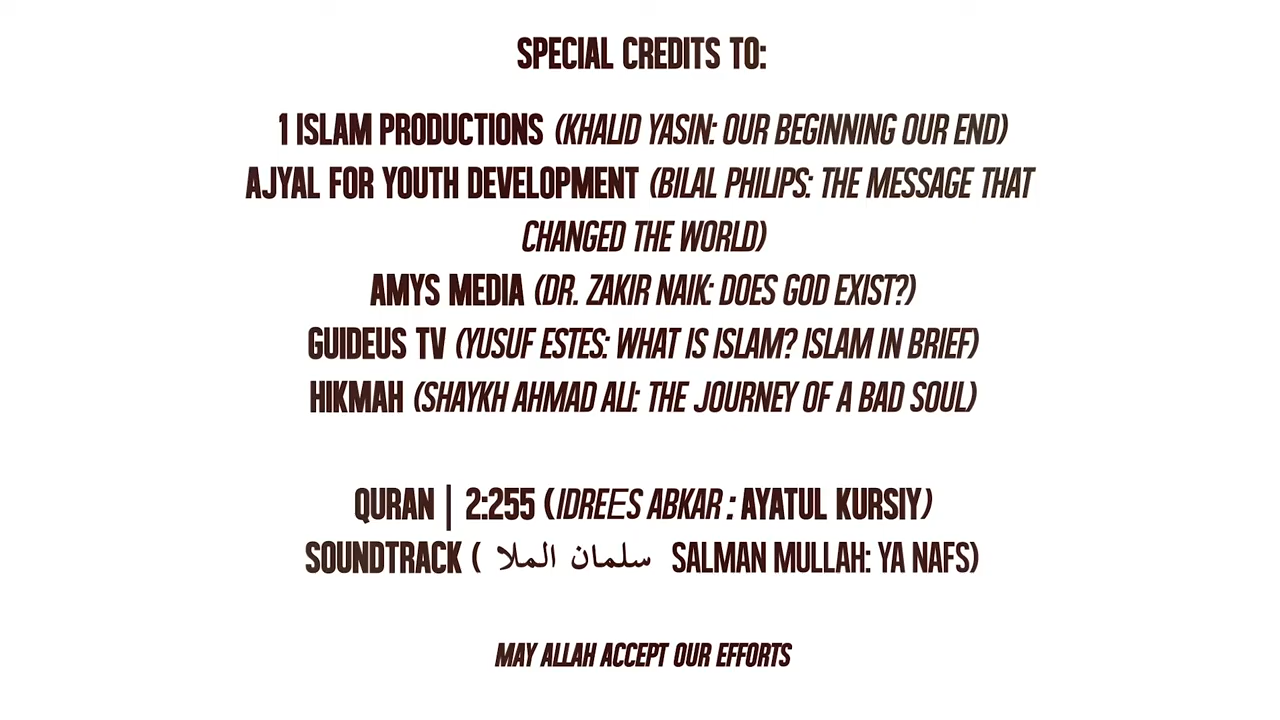 SPECIAL CREDITS TO:
1 ISLAM PRODUCTIONS (KHALID YASIN: OUR BEGINNING OUR END)
AJYAL FOR YOUTH DEVELOPMENT (BILAL PHILIPS: THE MESSAGE THAT
CHANGED THE WORLD)
AMYS MEDIA (DR. ZAKIR NAIK: DOES GOD EXIST?)
GUIDEUS TV (YUSUF ESTES: WHAT IS ISLAM? ISLAM IN BRIEF)
HIKMAH (SHAYKH AHMAD ALI: THE JOURNEY OF A BAD SOUL)
QURAN | 2:255 (IDREES ABKAR : AYATUL KURSIY)
SOUNDTRACK ( سلمان الملا SALMAN MULLAH: YA NAFS)
MAY ALLAH ACCEPT OUR EFFORTS